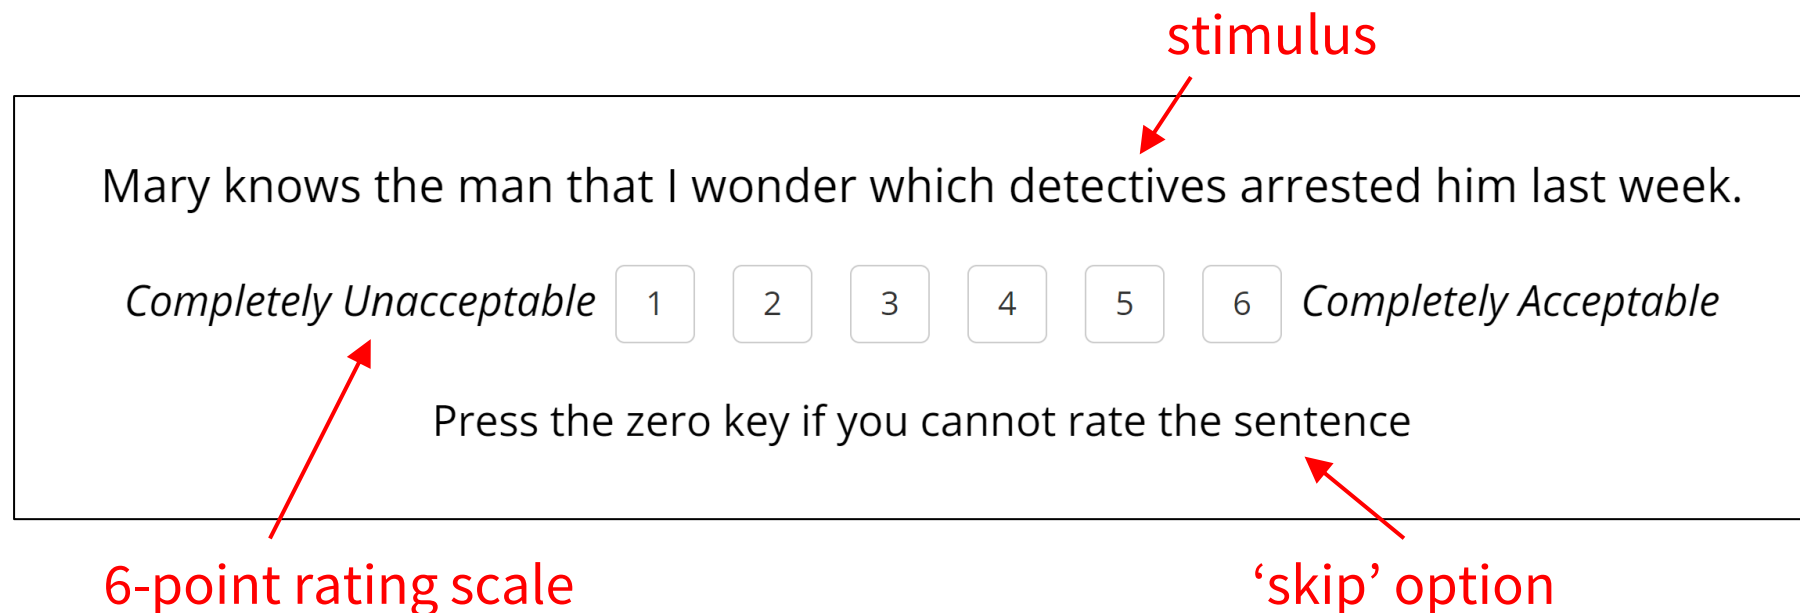 stimulus
Mary knows the man that I wonder which detectives arrested him last week.
Completely Unacceptable 1 2 3 4 5 6 Completely Acceptable
Press the zero key if you cannot rate the sentence
6-point rating scale ‘skip’ option